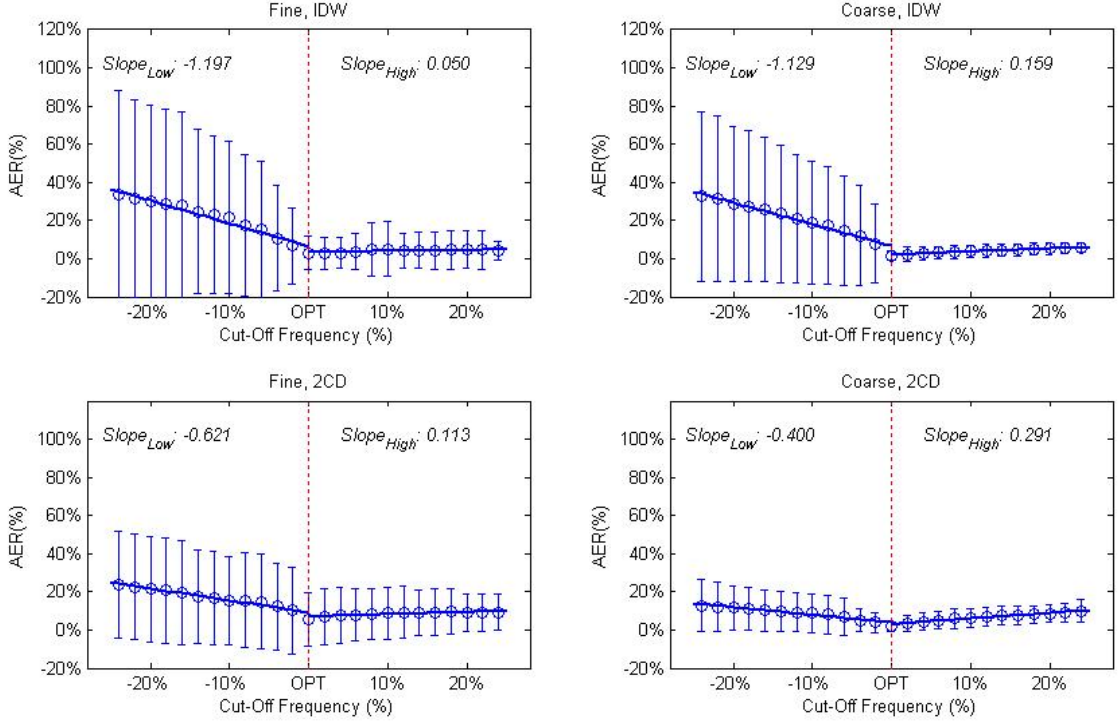 Fine, IDW
120%
100%
80%
60%
40%
20%
0%
-20%
AER(%)
Slope_Low: -1.197
Slope_High: 0.050
-20%
-10%
OPT
10%
20%
Cut-Off Frequency (%)
Coarse, IDW
120%
100%
80%
60%
40%
20%
0%
-20%
AER(%)
Slope_Low: -1.129
Slope_High: 0.159
-20%
-10%
OPT
10%
20%
Cut-Off Frequency (%)
Fine, 2CD
100%
80%
60%
40%
20%
0%
-20%
AER(%)
Slope_Low: -0.621
Slope_High: 0.113
-20%
-10%
OPT
10%
20%
Cut-Off Frequency (%)
Coarse, 2CD
100%
80%
60%
40%
20%
0%
-20%
AER(%)
Slope_Low: -0.400
Slope_High: 0.291
-20%
-10%
OPT
10%
20%
Cut-Off Frequency (%)